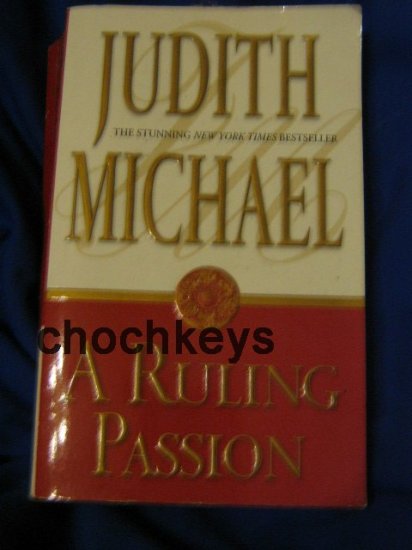 JUDITH
THE STUNNING NEW YORK TIMES BESTSELLER
MICHAEL
chochkeys
A RULING
PASSION